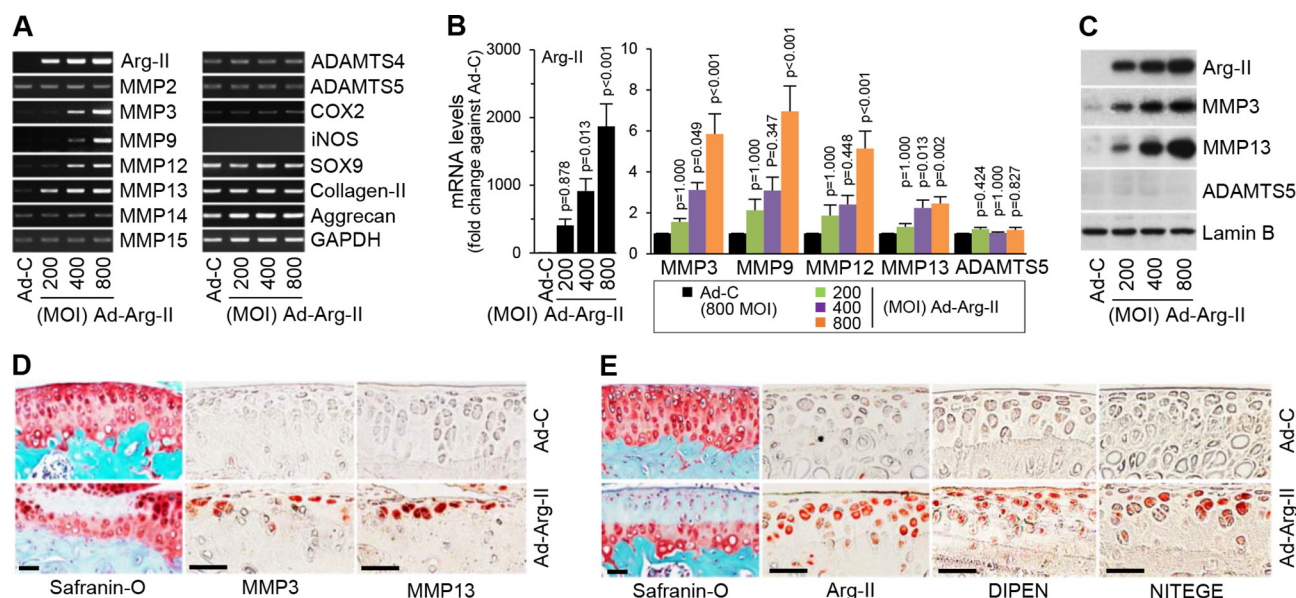 A
Arg-II
MMP2
MMP3
MMP9
MMP12
MMP13
MMP14
MMP15
Ad-C
200
400
800
(MOI) Ad-Arg-II
ADAMTS4
ADAMTS5
COX2
iNOS
SOX9
Collagen-II
Aggrecan
GAPDH
Ad-C
200
400
800
(MOI) Ad-Arg-II
B
mRNA levels
(fold change against Ad-C)
3000
2000
1000
0
Arg-II
p=0.878
p=0.013
p<0.001
Ad-C
200
400
800
(MOI) Ad-Arg-II
10
8
6
4
2
0
p=1.000
p=0.049
p<0.001
p=1.000
P=0.347
p<0.001
p=1.000
p=0.448
p<0.001
p=1.000
p=0.013
p=0.002
p=0.424
p=1.000
p=0.827
MMP3 MMP9 MMP12 MMP13 ADAMTS5
Ad-C
(800 MOI)
200
400
800
(MOI) Ad-Arg-II
C
Arg-II
MMP3
MMP13
ADAMTS5
Lamin B
Ad-C
200
400
800
(MOI) Ad-Arg-II
D
Ad-C
Ad-Arg-II
Safranin-O MMP3 MMP13
E
Ad-C
Ad-Arg-II
Safranin-O Arg-II DIPEN NITEGE